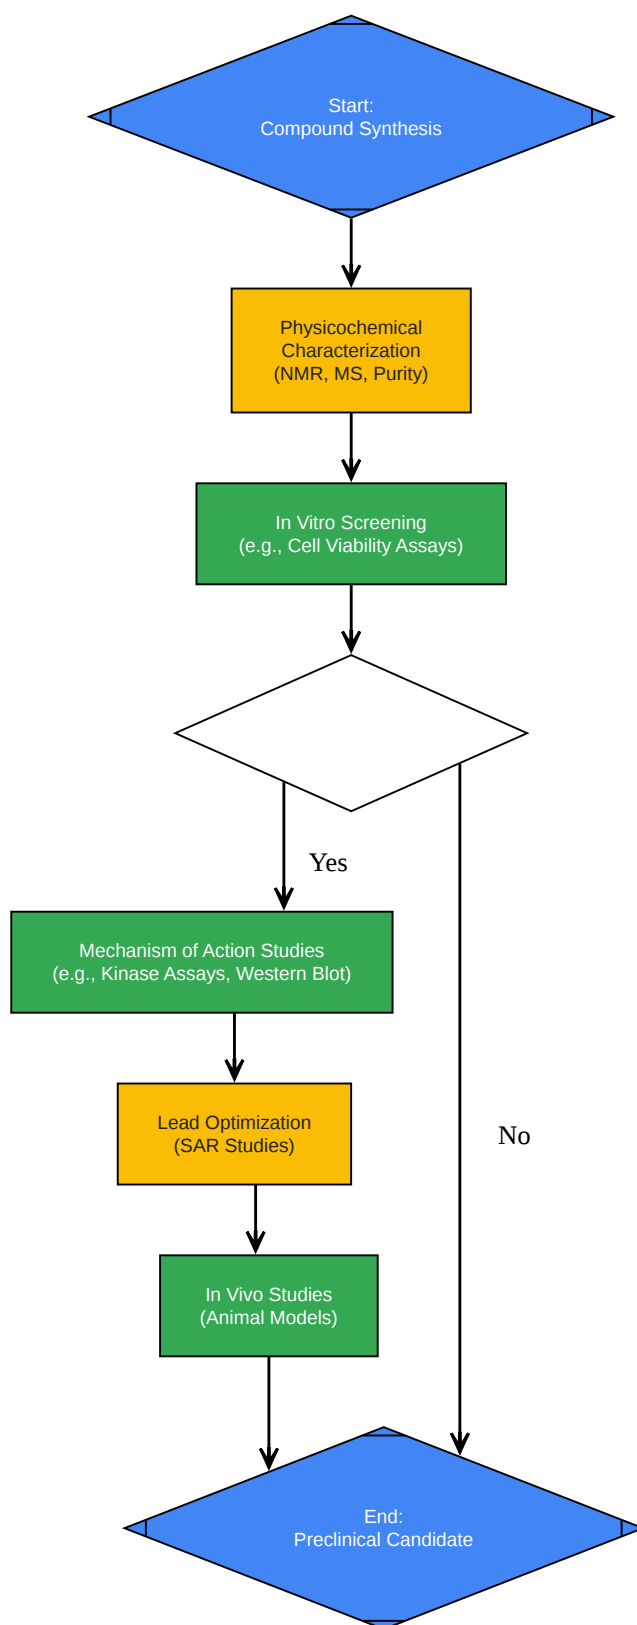 Start:
Compound Synthesis
Physicochemical
Characterization
(NMR, MS, Purity)
In Vitro Screening
(e.g., Cell Viability Assays)
Yes
Mechanism of Action Studies
(e.g., Kinase Assays, Western Blot)
Lead Optimization
(SAR Studies)
No
In Vivo Studies
(Animal Models)
End:
Preclinical Candidate